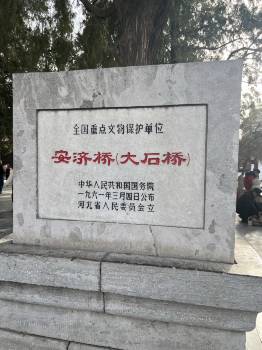 全国重点文物保护单位
安济桥(大石桥)
中华人民共和国国务院
一九六一年三月四日公布
河北省人民委员会立